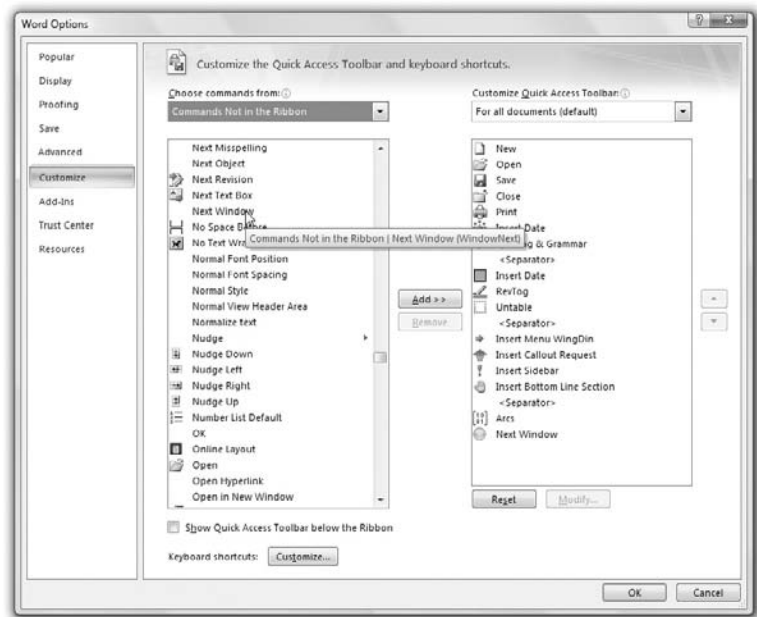 Word Options
Popular
Display
Proofing
Save
Advanced
Customize
Add-Ins
Trust Center
Resources
Customize the Quick Access Toolbar and keyboard shortcuts.
Choose commands from:
Commands Not in the Ribbon
Next Misspelling
Next Object
Next Revision
Next Text Box
Next Window
No Space
No Text
Normal Font Position
Normal Font Spacing
Normal Style
Normal View Header Area
Normalize text
Nudge
Nudge Down
Nudge Left
Nudge Right
Nudge Up
Number List Default
OK
Online Layout
Open
Open Hyperlink
Open in New Window
Commands Not in the Ribbon | Next Window (WindowNext)
Show Quick Access Toolbar below the Ribbon
Keyboard shortcuts: Customize...
Add >>
Remove
Customize Quick Access Toolbar:
For all documents (default)
New
Open
Save
Close
Print
Insert Date
& Grammar
<Separator>
Insert Date
RevTog
Untable
<Separator>
Insert Menu WingDin
Insert Callout Request
Insert Sidebar
Insert Bottom Line Section
<Separator>
Arcs
Next Window
Reset
Modify...
OK
Cancel